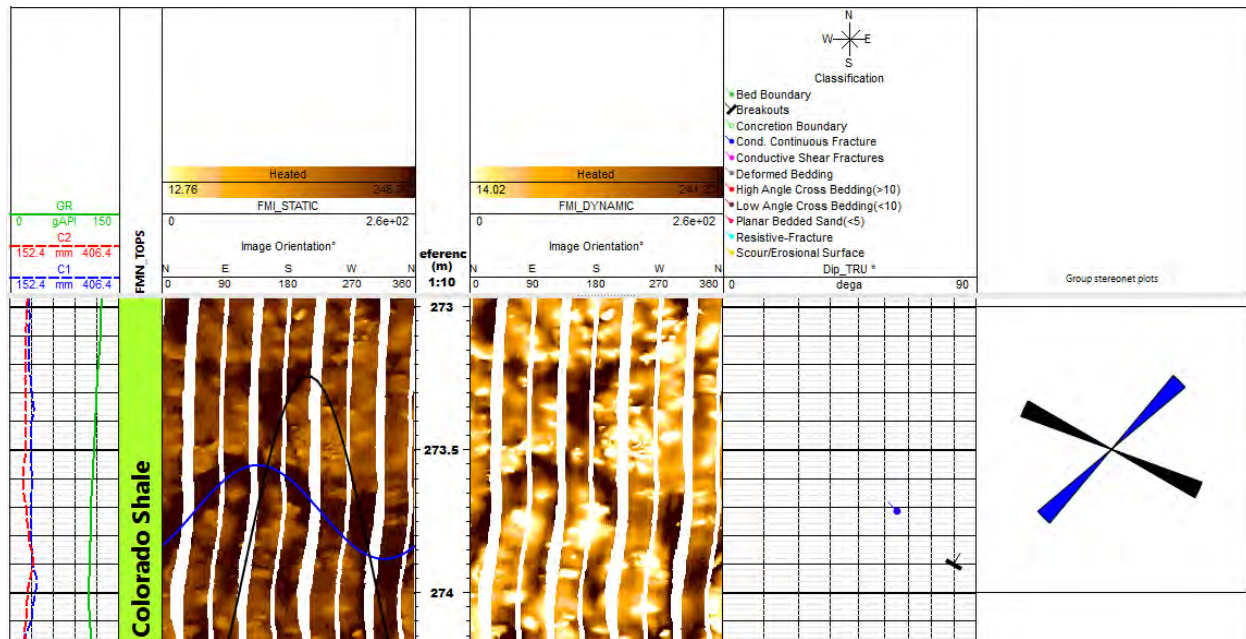 GR
0 gAPI 150
C2
152.4 mm 406.4
C1
152.4 mm 406.4
FMN_TOPS
Heated
12.76
FMI_STATIC
0 2.6e+02
Image Orientation°
N E S W N
0 90 180 270 360
eferenc
(m)
1:10
Heated
14.02
FMI_DYNAMIC
0 2.6e+02
Image Orientation°
N E S W N
0 90 180 270 360
N
W E
S
Classification
Bed Boundary
Breakouts
Concretion Boundary
Cond. Continuous Fracture
Conductive Shear Fractures
Deformed Bedding
High Angle Cross Bedding(>10)
Low Angle Cross Bedding(<10)
Planar Bedded Sand(<5)
Resistive-Fracture
Scour/Erosional Surface
Dip_TRU °
0 dega 90
Group stereonet plots
Colorado Shale
273
273.5
274